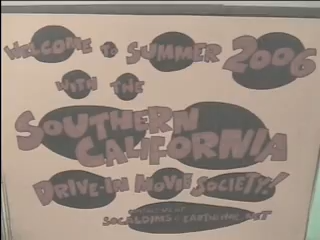 WELCOME TO SUMMER 2006
WITH THE
SOUTHERN
CALIFORNIA
DRIVE-IN MOVIE SOCIETY!